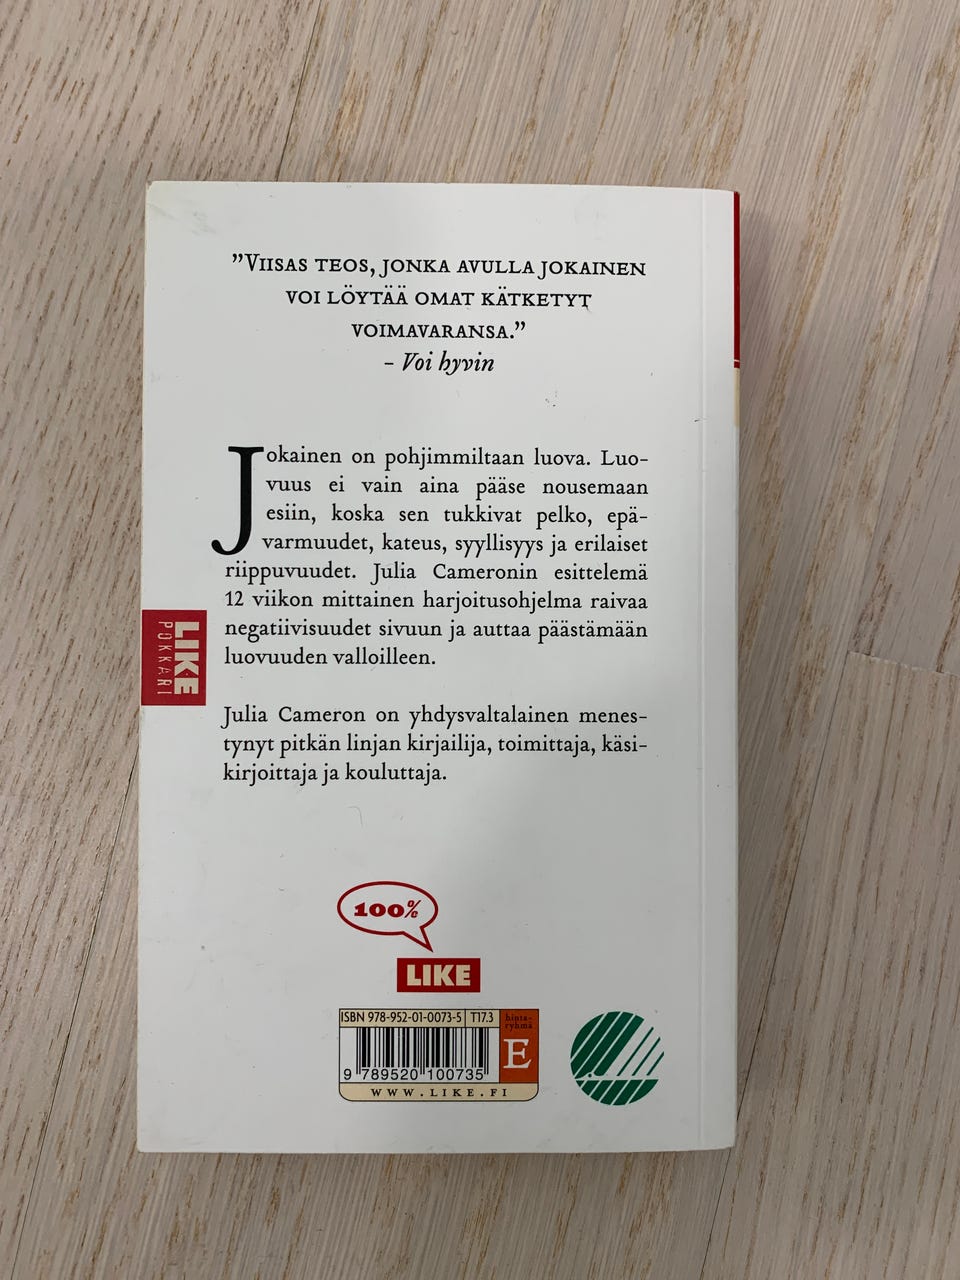 ”Viisas teos, jonka avulla jokainen
voi löytää omat kätketyt
voimavaransa.”
– Voi hyvin
Jokainen on pohjimmiltaan luova. Luo-
vuus ei vain aina pääse nousemaan
esiin, koska sen tukkivat pelko, epä-
varmuudet, kateus, syyllisyys ja erilaiset
riippuvuudet. Julia Cameronin esittelemä
12 viikon mittainen harjoitusohjelma raivaa
negatiivisuudet sivuun ja auttaa päästämään
luovuuden valloilleen.
Julia Cameron on yhdysvaltalainen menes-
tynyt pitkän linjan kirjailija, toimittaja, käsi-
kirjoittaja ja kouluttaja.
LIKE
POKKARI
100%
LIKE
ISBN 978-952-01-0073-5 T17.3
hinta-
ryhmä
E
9 789520 100735
WWW.LIKE.FI